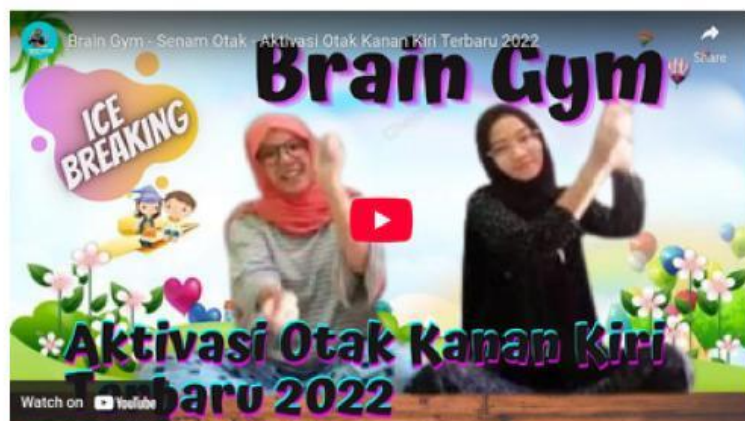 Brain Gym - Senam Otak - Aktivasi Otak Kanan Kiri Terbaru 2022
Share
Brain Gym
ICE
BREAKING
Aktivasi Otak Kanan Kiri
Terbaru 2022
Watch on YouTube